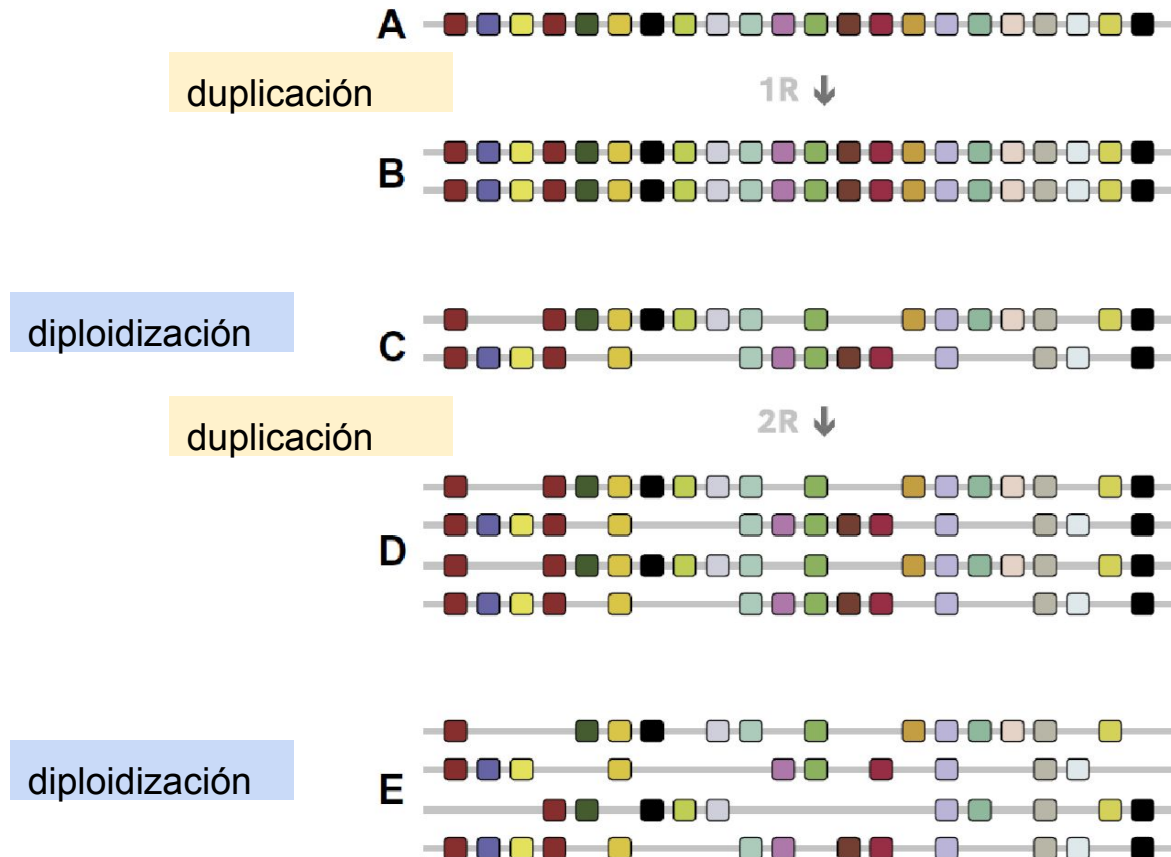 A
duplicación
1R
B
diploidización
C
duplicación
2R
D
diploidización
E